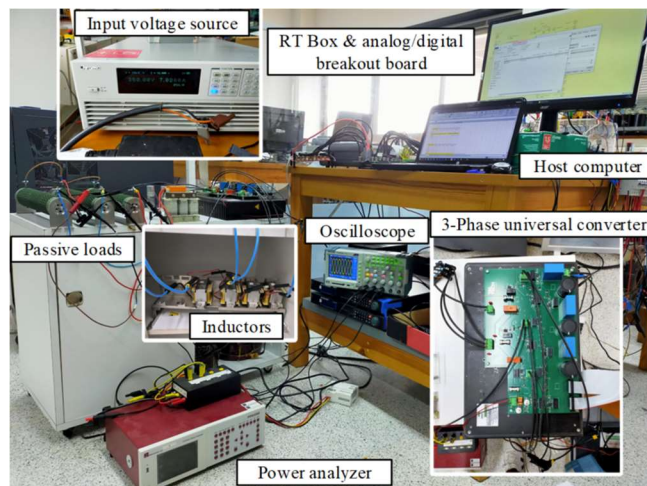 Input voltage source
RT Box & analog/digital
breakout board
Host computer
Passive loads
Oscilloscope
3-Phase universal converter
Inductors
Power analyzer